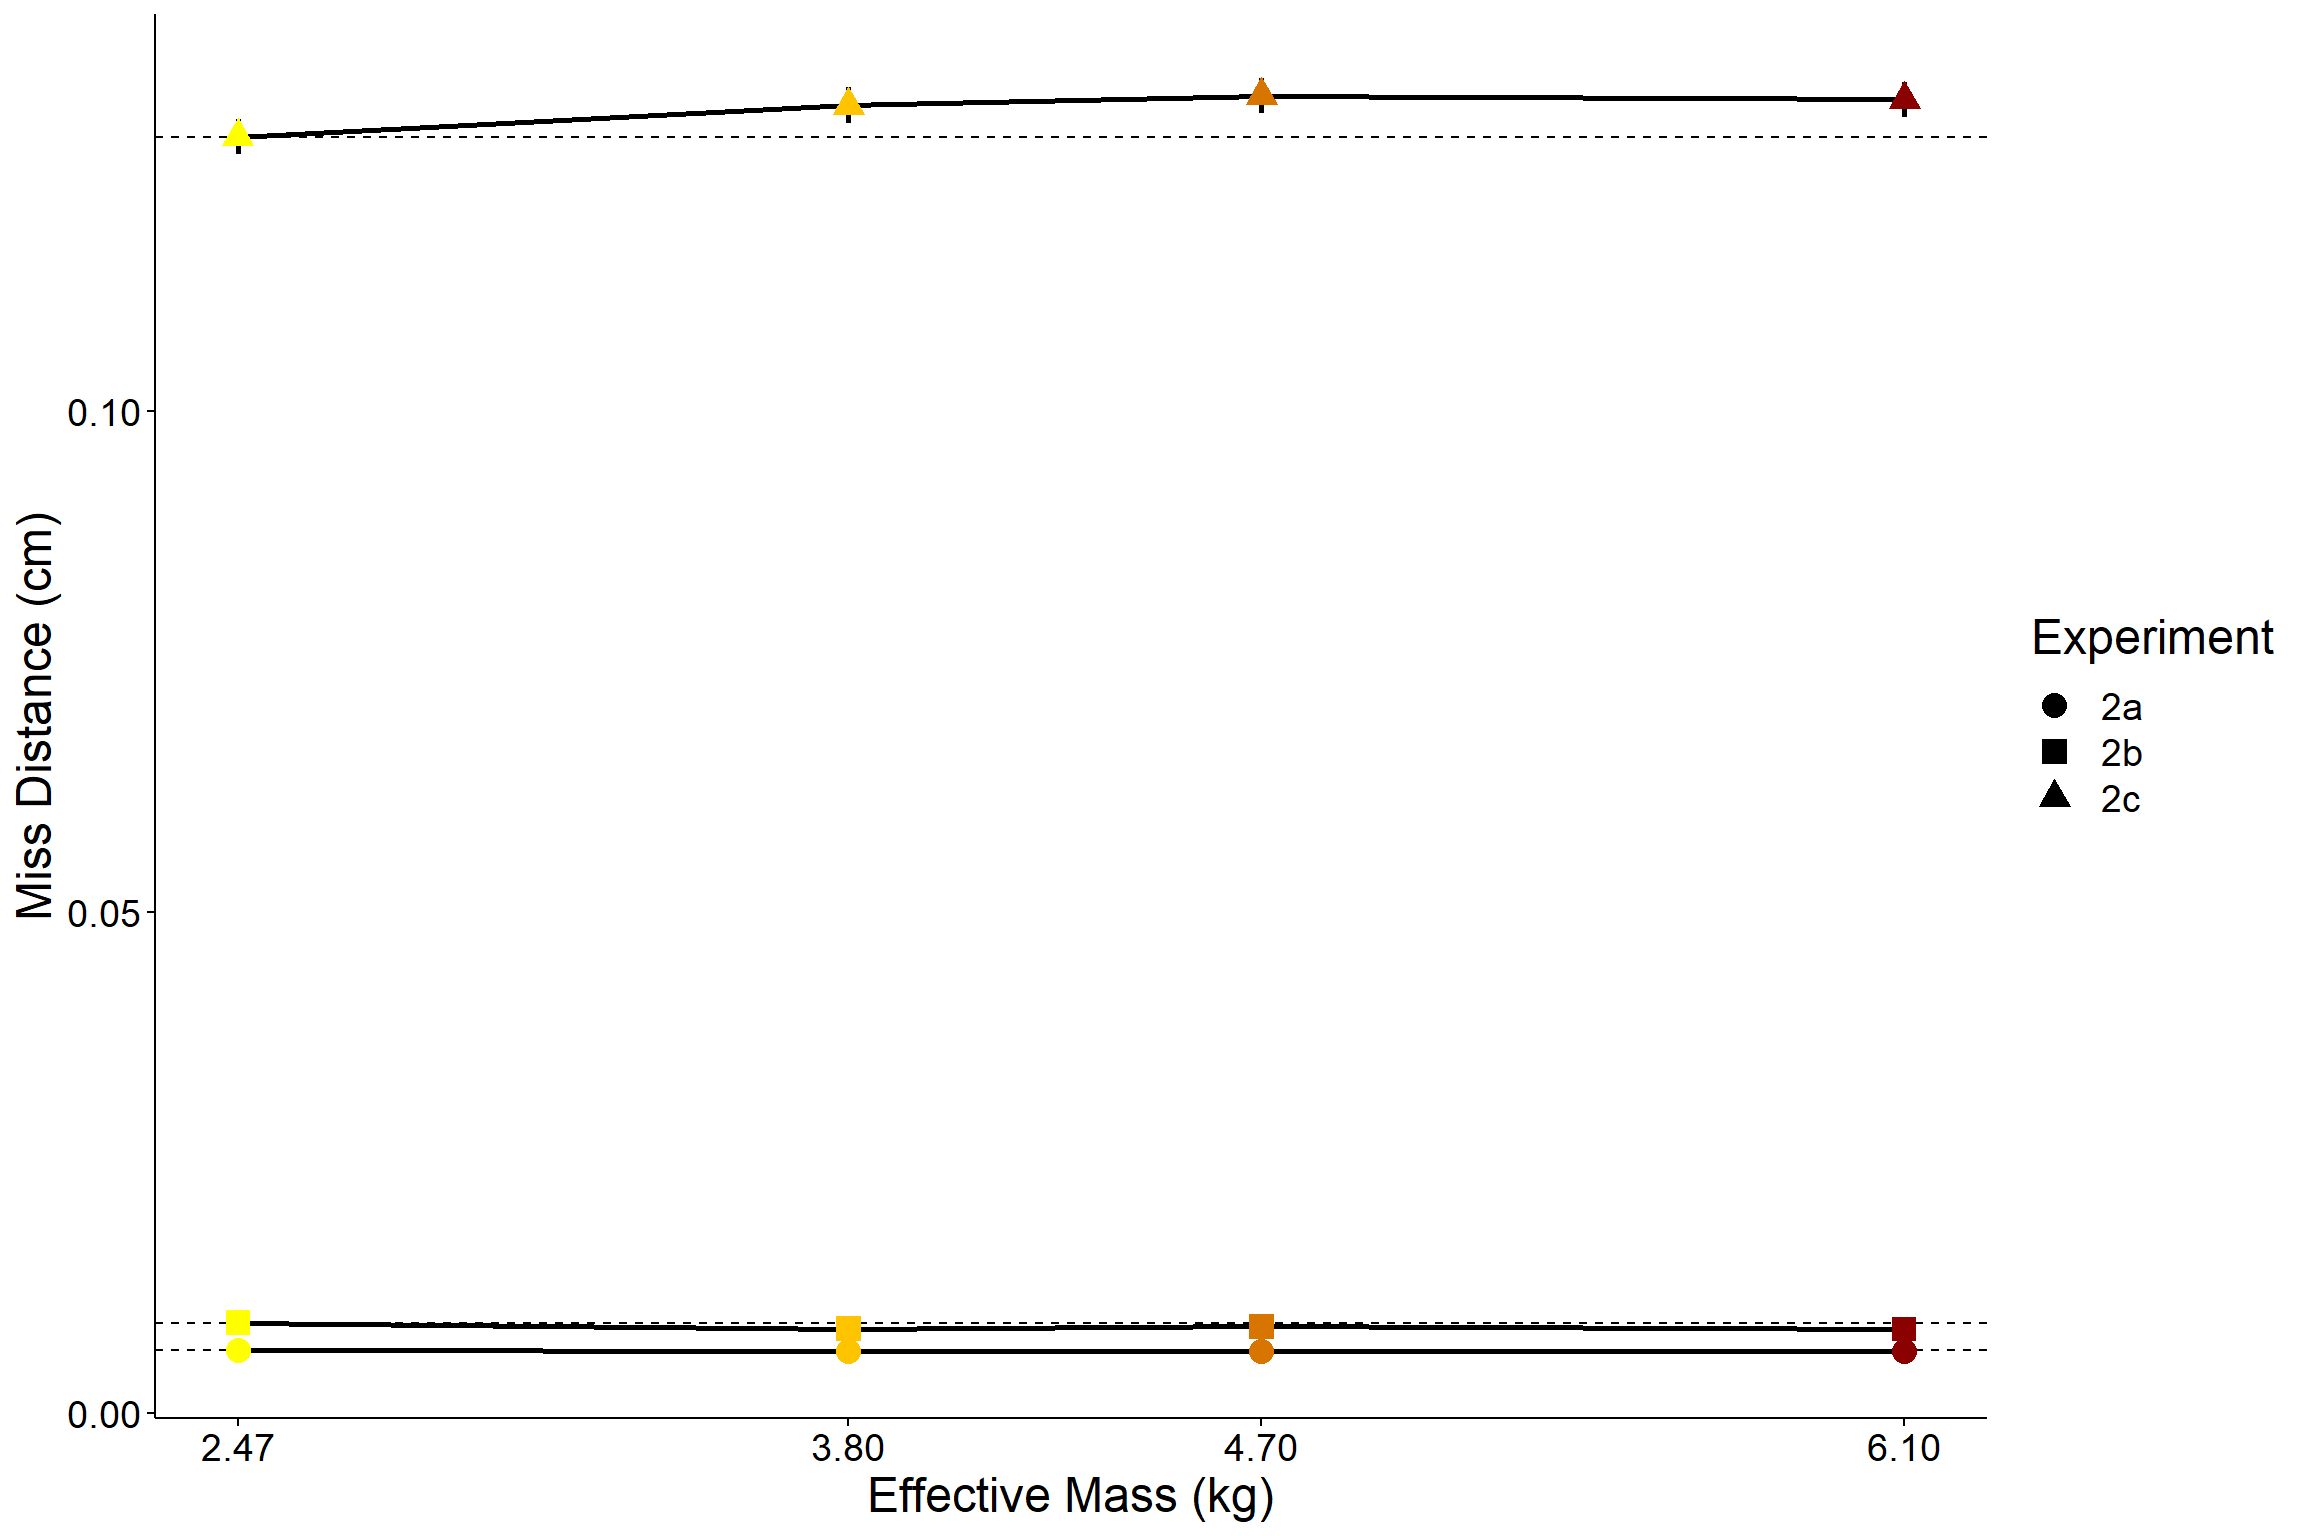 Miss Distance (cm)
0.10
0.05
0.00
2.47 3.80 4.70 6.10
Effective Mass (kg)
Experiment
2a
2b
2c